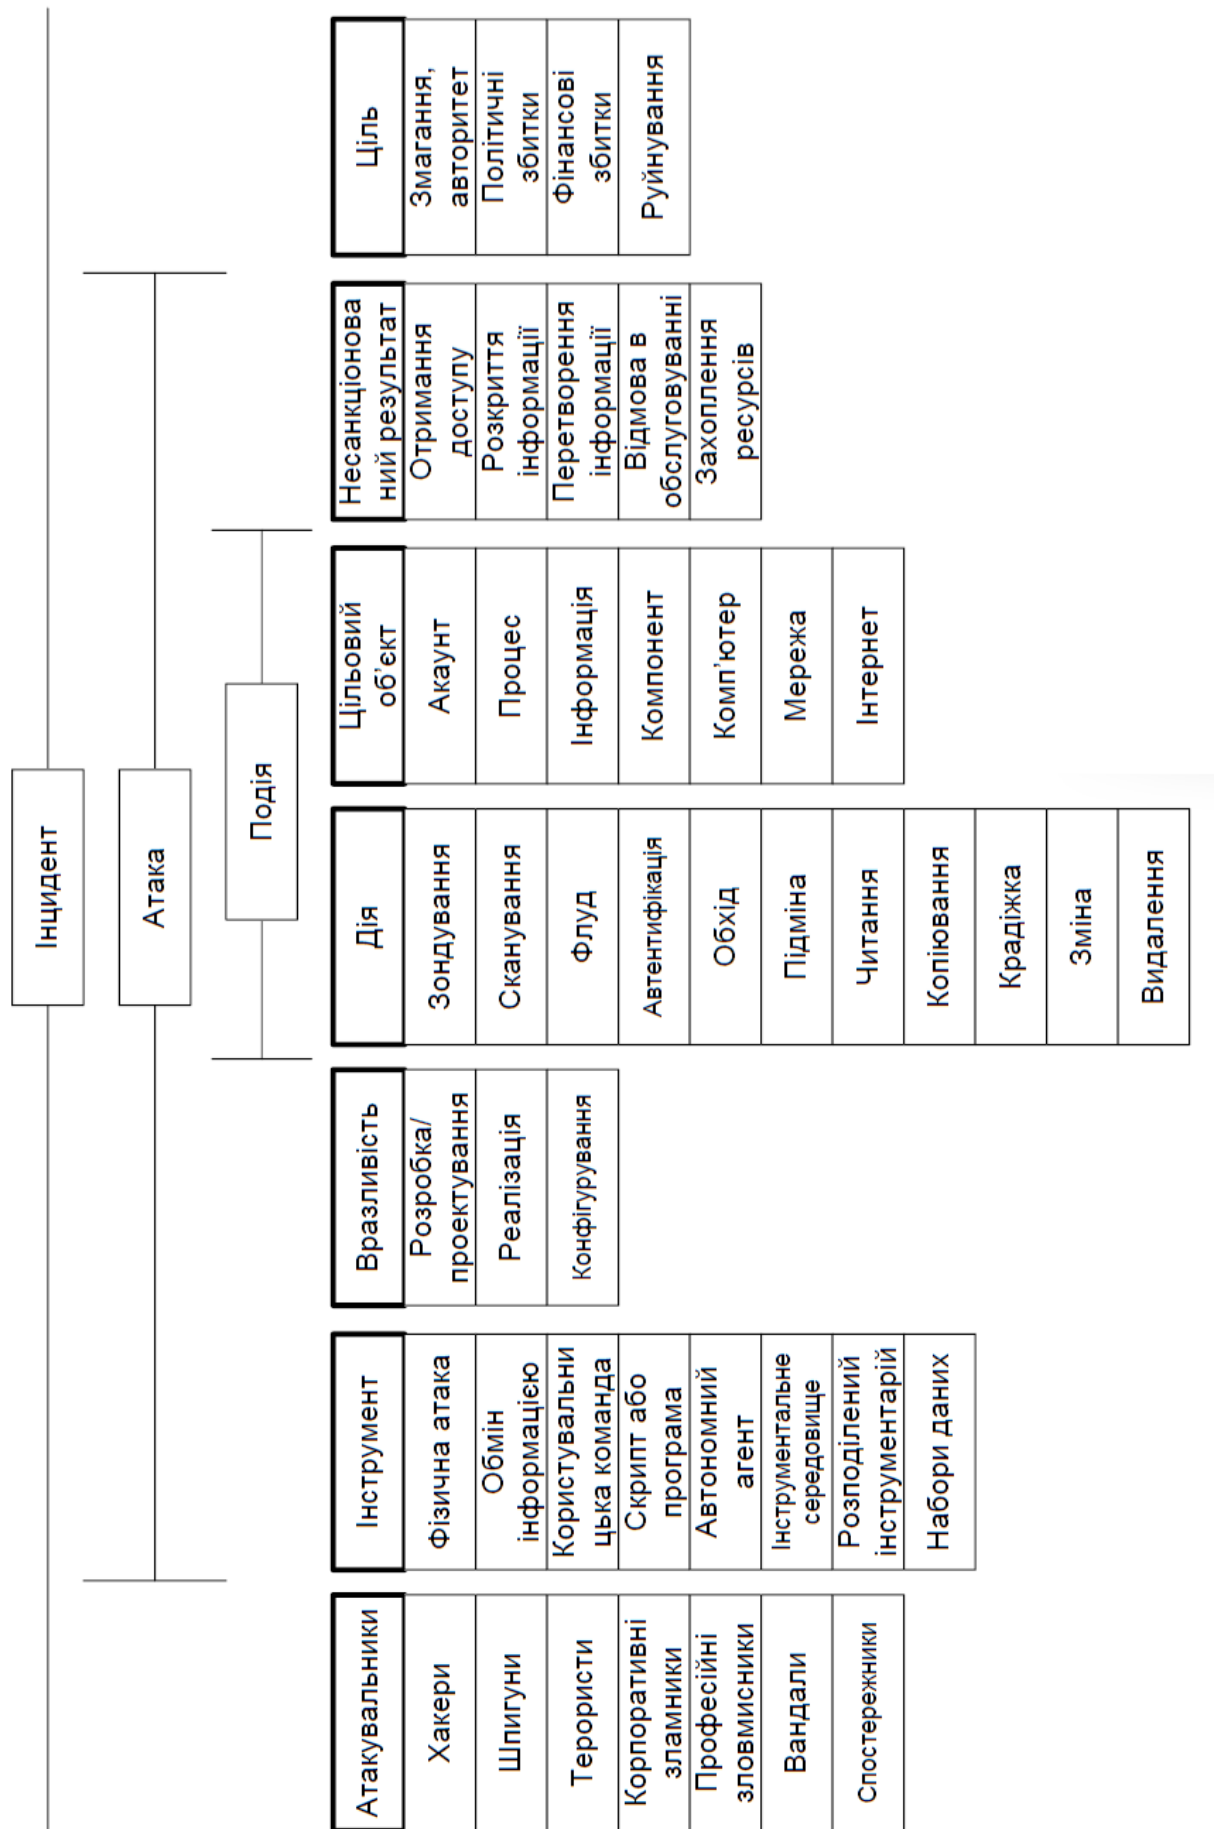 Інцидент
Атака
Подія
Атакувальники
Хакери
Шпигуни
Терористи
Корпоративні
зламники
Професійні
зловмисники
Вандали
Спостережники
Інструмент
Фізична атака
Обмін
інформацією
Користувальни
цька команда
Скрипт або
програма
Автономний
агент
Інструментальне
середовище
Розподілений
інструментарій
Набори даних
Вразливість
Розробка/
проектування
Реалізація
Конфігурування
Дія
Зондування
Сканування
Флуд
Автентифікація
Обхід
Підміна
Читання
Копіювання
Крадіжка
Зміна
Видалення
Цільовий
об'єкт
Акаунт
Процес
Інформація
Компонент
Комп'ютер
Мережа
Інтернет
Несанкціонова
ний результат
Отримання
доступу
Розкриття
інформації
Перетворення
інформації
Відмова в
обслуговуванні
Захоплення
ресурсів
Ціль
Змагання,
авторитет
Політичні
збитки
Фінансові
збитки
Руйнування